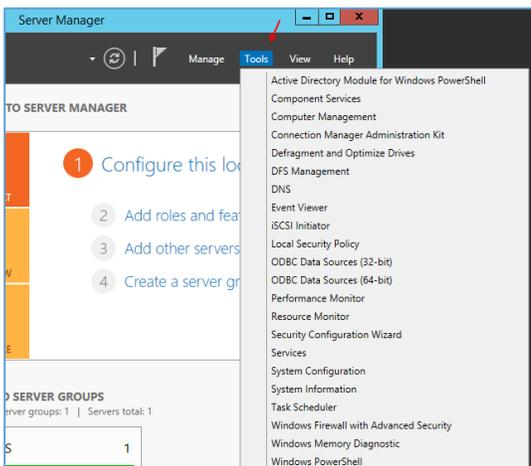 Server Manager
Manage Tools View Help
TO SERVER MANAGER
1 Configure this loc
2 Add roles and feat
3 Add other servers
4 Create a server gr
SERVER GROUPS
erver groups: 1 | Servers total: 1
S 1
Active Directory Module for Windows PowerShell
Component Services
Computer Management
Connection Manager Administration Kit
Defragment and Optimize Drives
DFS Management
DNS
Event Viewer
iSCSI Initiator
Local Security Policy
ODBC Data Sources (32-bit)
ODBC Data Sources (64-bit)
Performance Monitor
Resource Monitor
Security Configuration Wizard
Services
System Configuration
System Information
Task Scheduler
Windows Firewall with Advanced Security
Windows Memory Diagnostic
Windows PowerShell